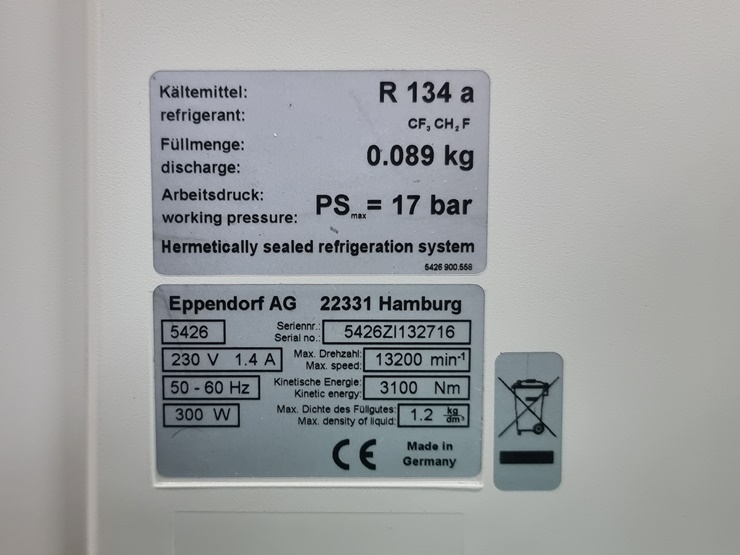 Kältemittel:
refrigerant:
R 134 a
CF₃ CH₂ F
Füllmenge:
discharge:
0.089 kg
Arbeitsdruck:
working pressure:
PSmax = 17 bar
Hermetically sealed refrigeration system
5426 900.558
Eppendorf AG 22331 Hamburg
5426
Seriennr.:
Serial no.:
5426ZI132716
230 V 1.4 A
Max. Drehzahl:
Max. speed:
13200 min⁻¹
50 - 60 Hz
Kinetische Energie:
Kinetic energy:
3100 Nm
300 W
Max. Dichte des Füllgutes:
Max. density of liquid:
1.2 kg/dm³
CE
Made in
Germany